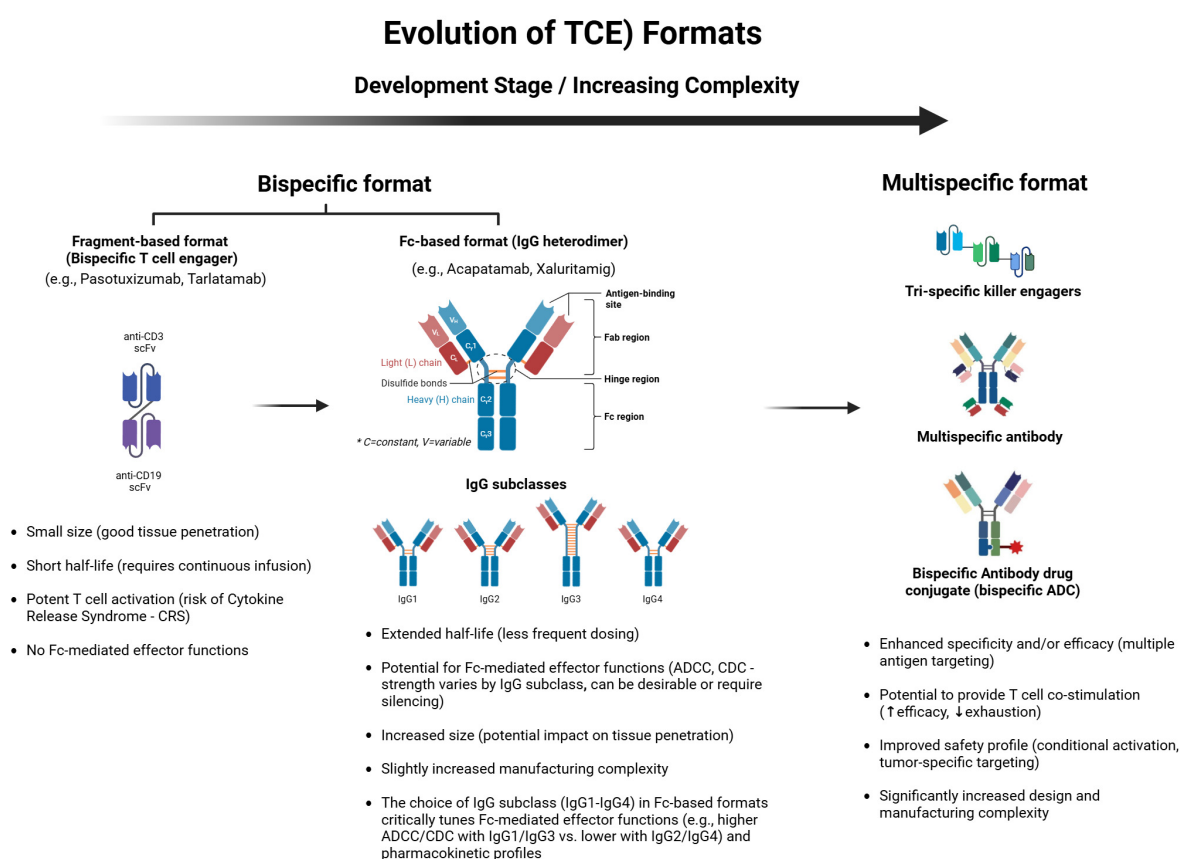 Evolution of TCE) Formats
Development Stage / Increasing Complexity
Bispecific format
Fragment-based format
(Bispecific T cell engager)
(e.g., Pasotuxizumab, Tarlatamab)
anti-CD3
scFv
anti-CD19
scFv
• Small size (good tissue penetration)
• Short half-life (requires continuous infusion)
• Potent T cell activation (risk of Cytokine
Release Syndrome - CRS)
• No Fc-mediated effector functions
Fc-based format (IgG heterodimer)
(e.g., Acapatamab, Xaluritamig)
Antigen-binding
site
Fab region
Hinge region
Fc region
VH
VL
Cγ1
CL
Light (L) chain
Disulfide bonds
Heavy (H) chain
Cγ2
Cγ3
* C=constant, V=variable
IgG subclasses
IgG1
IgG2
IgG3
IgG4
• Extended half-life (less frequent dosing)
• Potential for Fc-mediated effector functions (ADCC, CDC -
strength varies by IgG subclass, can be desirable or require
silencing)
• Increased size (potential impact on tissue penetration)
• Slightly increased manufacturing complexity
• The choice of IgG subclass (IgG1-IgG4) in Fc-based formats
critically tunes Fc-mediated effector functions (e.g., higher
ADCC/CDC with IgG1/IgG3 vs. lower with IgG2/IgG4) and
pharmacokinetic profiles
Multispecific format
Tri-specific killer engagers
Multispecific antibody
Bispecific Antibody drug
conjugate (bispecific ADC)
• Enhanced specificity and/or efficacy (multiple
antigen targeting)
• Potential to provide T cell co-stimulation
(↑efficacy, ↓exhaustion)
• Improved safety profile (conditional activation,
tumor-specific targeting)
• Significantly increased design and
manufacturing complexity